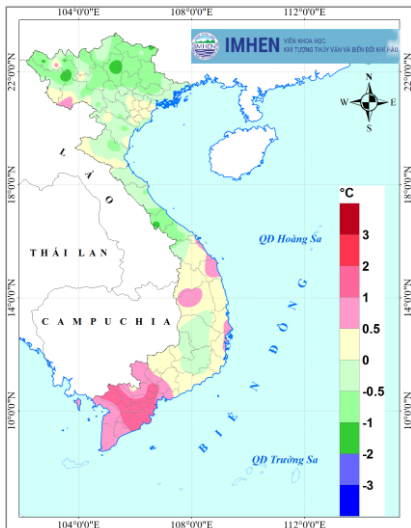 104°0'0"E 108°0'0"E 112°0'0"E
IMHEN
IMHEN
VIỆN KHOA HỌC
KHÍ TƯỢNG THỦY VĂN VÀ BIẾN ĐỔI KHÍ HẬU
22°0'0"N
22°0'0"N
N
W
E
S
LÀO
18°0'0"N
18°0'0"N
°C
3
2
1
0.5
0
-0.5
-1
-2
-3
QĐ Hoàng Sa
THÁI LAN
14°0'0"N
14°0'0"N
CAMPUCHIA
BIỂN ĐÔNG
10°0'0"N
10°0'0"N
QĐ Trường Sa
104°0'0"E 108°0'0"E 112°0'0"E